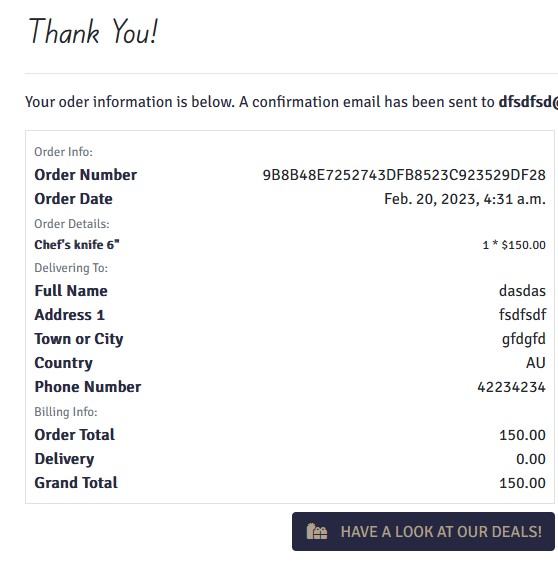 Thank You!
Your oder information is below. A confirmation email has been sent to dfsdfsd@
Order Info:
Order Number 9B8B48E7252743DFB8523C923529DF28
Order Date Feb. 20, 2023, 4:31 a.m.
Order Details:
Chef's knife 6" 1 * $150.00
Delivering To:
Full Name dasdas
Address 1 fsdfsdf
Town or City gfdgfd
Country AU
Phone Number 42234234
Billing Info:
Order Total 150.00
Delivery 0.00
Grand Total 150.00
HAVE A LOOK AT OUR DEALS!